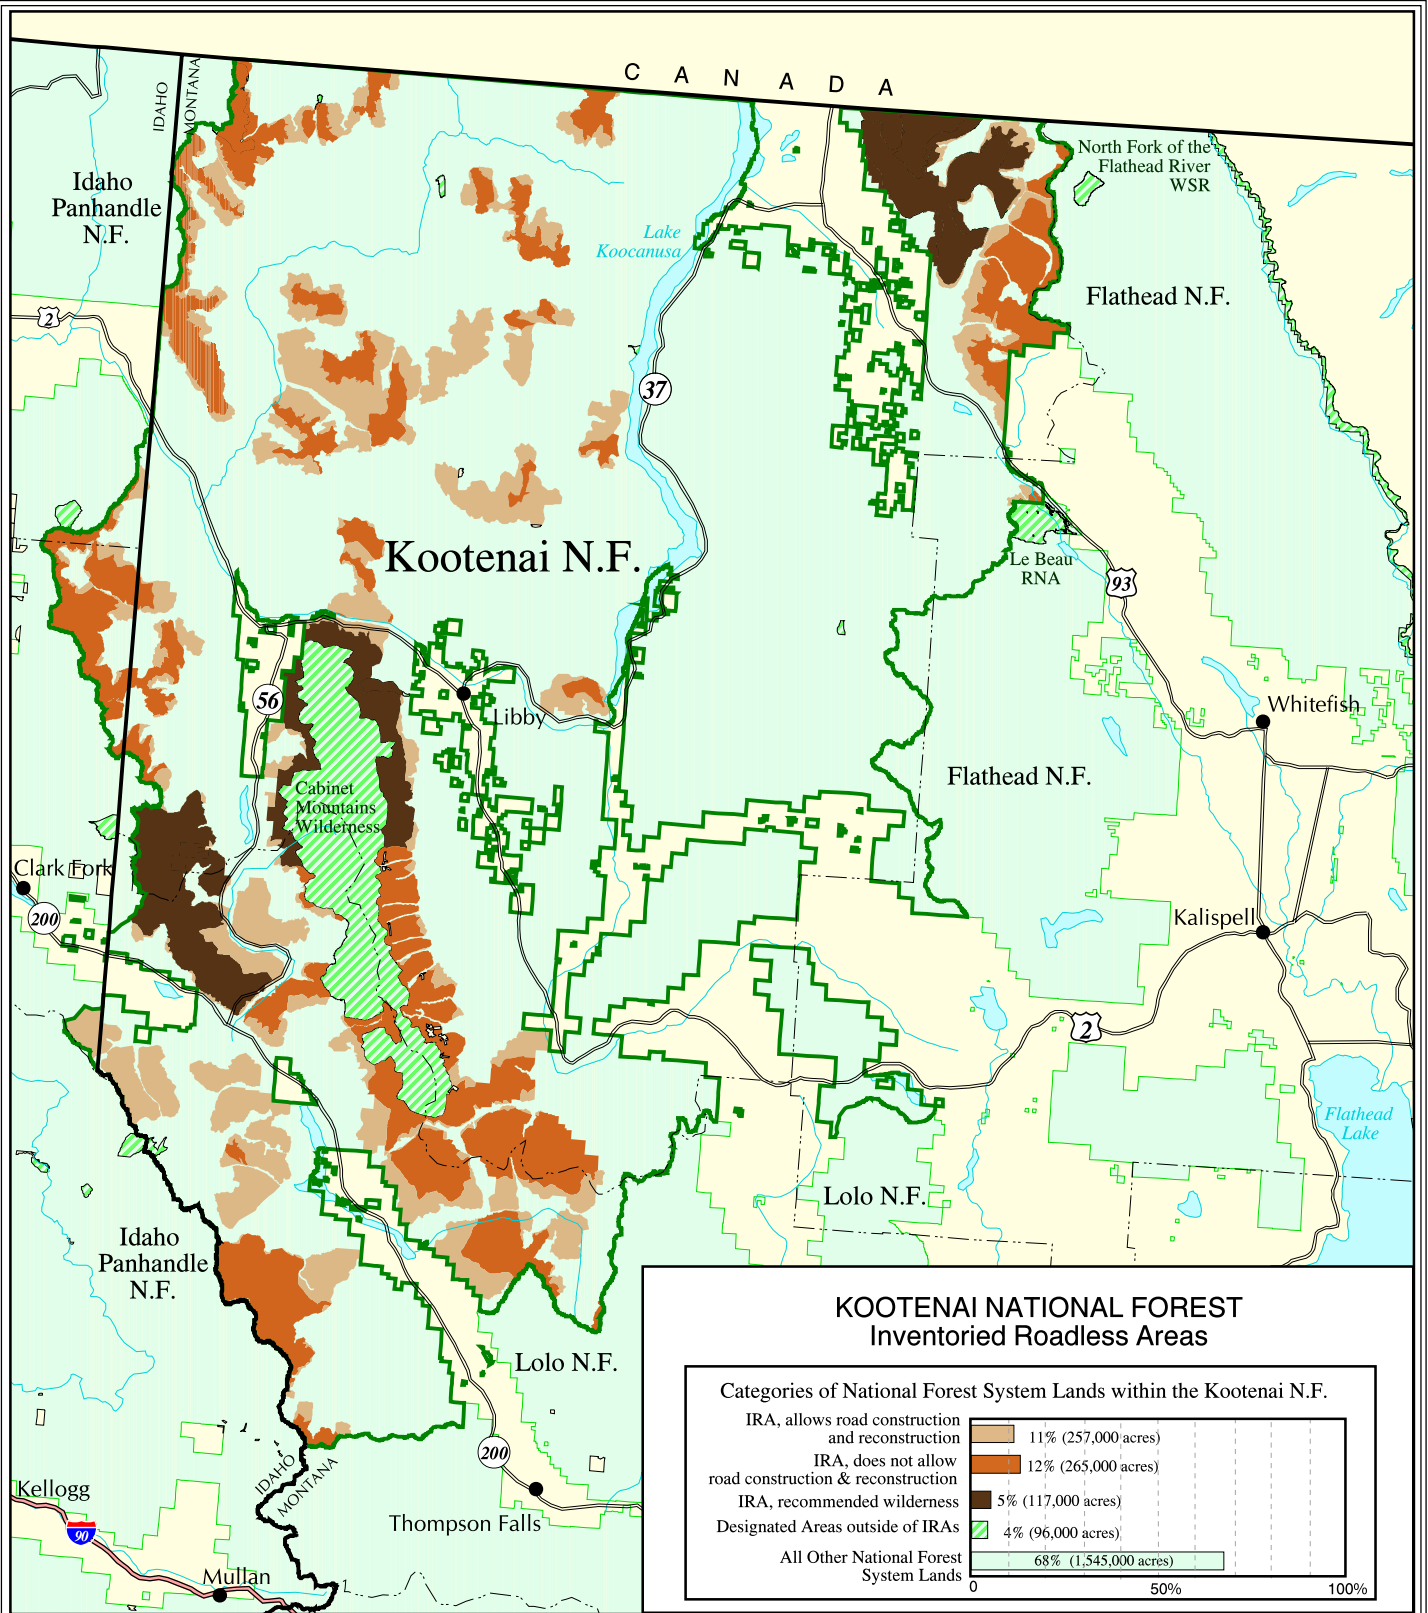 C A N A D A
IDAHO
MONTANA
North Fork of the
Flathead River
WSR
Idaho
Panhandle
N.F.
Lake
Koocanusa
Flathead N.F.
2
37
Kootenai N.F.
Le Beau
RNA
93
56
Libby
Whitefish
Flathead N.F.
Cabinet
Mountains
Wilderness
Clark Fork
200
Kalispell
2
Flathead
Lake
Lolo N.F.
Idaho
Panhandle
N.F.
Lolo N.F.
200
IDAHO
MONTANA
Kellogg
90
Thompson Falls
Mullan
KOOTENAI NATIONAL FOREST
Inventoried Roadless Areas
Categories of National Forest System Lands within the Kootenai N.F.
IRA, allows road construction
and reconstruction
11% (257,000 acres)
IRA, does not allow
road construction & reconstruction
12% (265,000 acres)
IRA, recommended wilderness
5% (117,000 acres)
Designated Areas outside of IRAs
4% (96,000 acres)
All Other National Forest
System Lands
68% (1,545,000 acres)
0 50% 100%